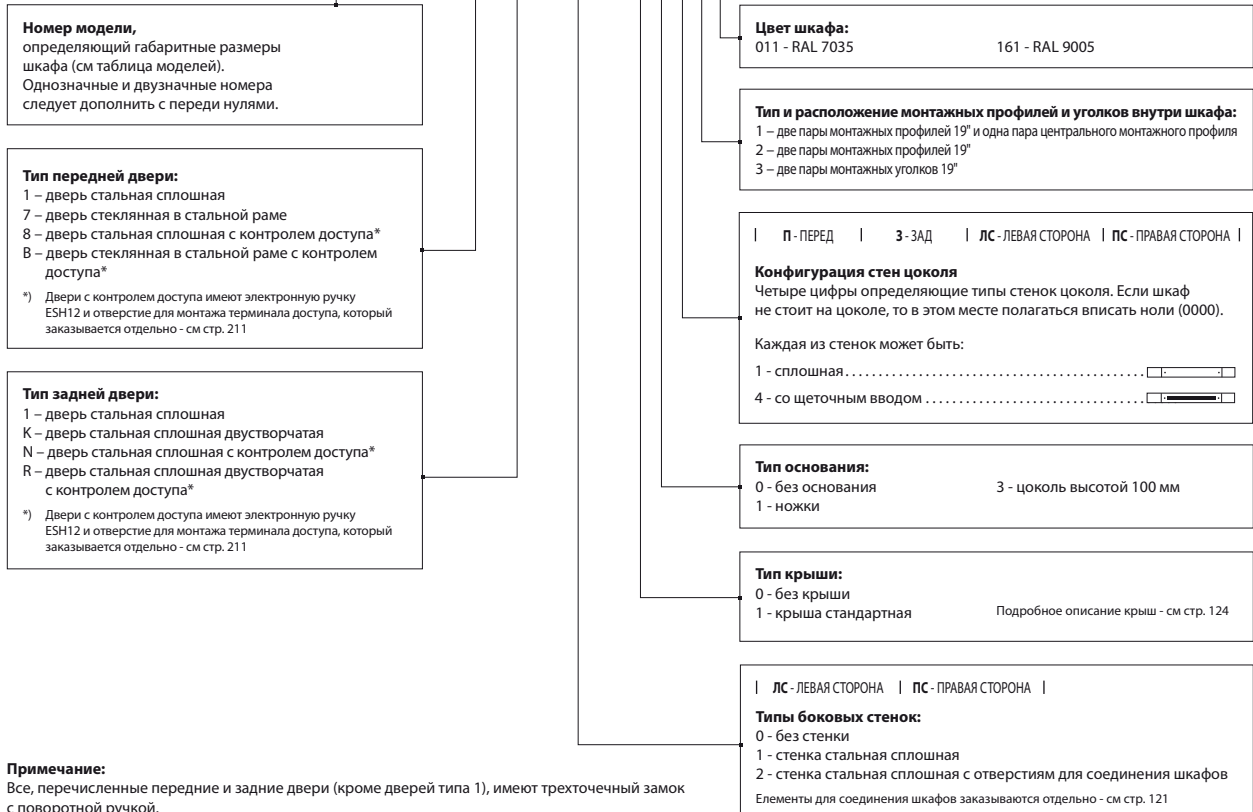 Номер модели,
определяющий габаритные размеры
шкафа (см таблица моделей).
Однозначные и двузначные номера
следует дополнить с переди нулями.
Тип передней двери:
1 – дверь стальная сплошная
7 – дверь стеклянная в стальной раме
8 – дверь стальная сплошная с контролем доступа*
B – дверь стеклянная в стальной раме с контролем
доступа*
*) Двери с контролем доступа имеют электронную ручку
ESH12 и отверстие для монтажа терминала доступа, который
заказывается отдельно - см стр. 211
Тип задней двери:
1 – дверь стальная сплошная
K – дверь стальная сплошная двустворчатая
N – дверь стальная сплошная с контролем доступа*
R – дверь стальная сплошная двустворчатая
с контролем доступа*
*) Двери с контролем доступа имеют электронную ручку
ESH12 и отверстие для монтажа терминала доступа, который
заказывается отдельно - см стр. 211
Примечание:
Все, перечисленные передние и задние двери (кроме дверей типа 1), имеют трехточечный замок
с поворотной ручкой.
Цвет шкафа:
011 - RAL 7035 161 - RAL 9005
Тип и расположение монтажных профилей и уголков внутри шкафа:
1 – две пары монтажных профилей 19" и одна пара центрального монтажного профиля
2 – две пары монтажных профилей 19"
3 – две пары монтажных уголков 19"
| П - ПЕРЕД | З - ЗАД | ЛС - ЛЕВАЯ СТОРОНА | ПС - ПРАВАЯ СТОРОНА |
Конфигурация стен цоколя
Четыре цифры определяющие типы стенок цоколя. Если шкаф
не стоит на цоколе, то в этом месте полагаться вписать ноли (0000).
Каждая из стенок может быть:
1 - сплошная
4 - со щеточным вводом
Тип основания:
0 - без основания 3 - цоколь высотой 100 мм
1 - ножки
Тип крыши:
0 - без крыши
1 - крыша стандартная Подробное описание крыш - см стр. 124
| ЛС - ЛЕВАЯ СТОРОНА | ПС - ПРАВАЯ СТОРОНА |
Типы боковых стенок:
0 - без стенки
1 - стенка стальная сплошная
2 - стенка стальная сплошная с отверстиям для соединения шкафов
Елементы для соединения шкафов заказываются отдельно - см стр. 121